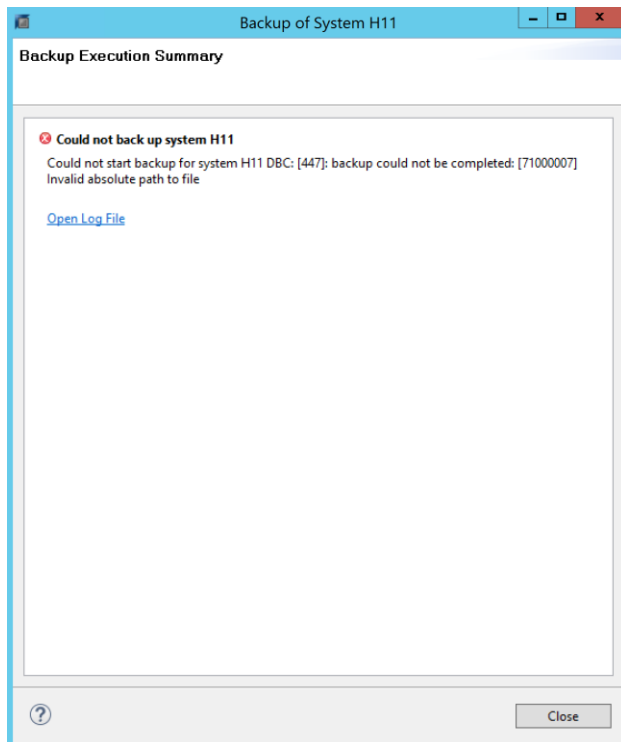 Backup of System H11
Backup Execution Summary
Could not back up system H11
Could not start backup for system H11 DBC: [447]: backup could not be completed: [71000007]
Invalid absolute path to file
Open Log File
Close